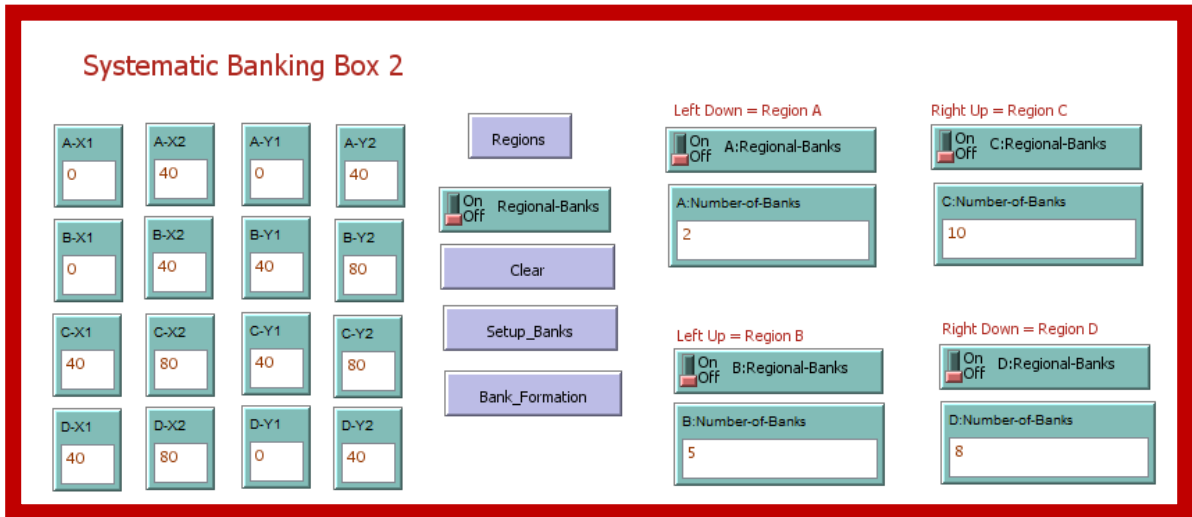 Systematic Banking Box 2
A-X1
0
A-X2
40
A-Y1
0
A-Y2
40
B-X1
0
B-X2
40
B-Y1
40
B-Y2
80
C-X1
40
C-X2
80
C-Y1
40
C-Y2
80
D-X1
40
D-X2
80
D-Y1
0
D-Y2
40
Regions
On
Off
Regional-Banks
Clear
Setup_Banks
Bank_Formation
Left Down = Region A
On
Off
A:Regional-Banks
A:Number-of-Banks
2
Right Up = Region C
On
Off
C:Regional-Banks
C:Number-of-Banks
10
Left Up = Region B
On
Off
B:Regional-Banks
B:Number-of-Banks
5
Right Down = Region D
On
Off
D:Regional-Banks
D:Number-of-Banks
8